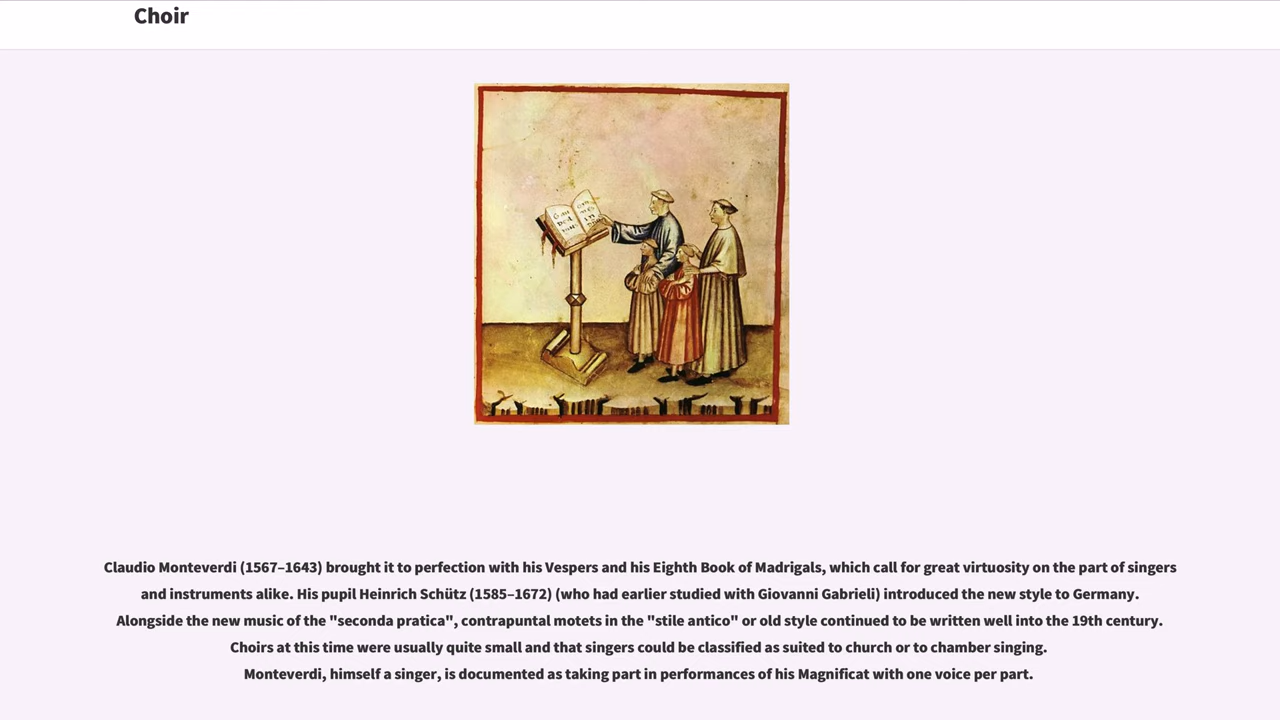 Choir
Claudio Monteverdi (1567–1643) brought it to perfection with his Vespers and his Eighth Book of Madrigals, which call for great virtuosity on the part of singers
and instruments alike. His pupil Heinrich Schütz (1585–1672) (who had earlier studied with Giovanni Gabrieli) introduced the new style to Germany.
Alongside the new music of the "seconda pratica", contrapuntal motets in the "stile antico" or old style continued to be written well into the 19th century.
Choirs at this time were usually quite small and that singers could be classified as suited to church or to chamber singing.
Monteverdi, himself a singer, is documented as taking part in performances of his Magnificat with one voice per part.